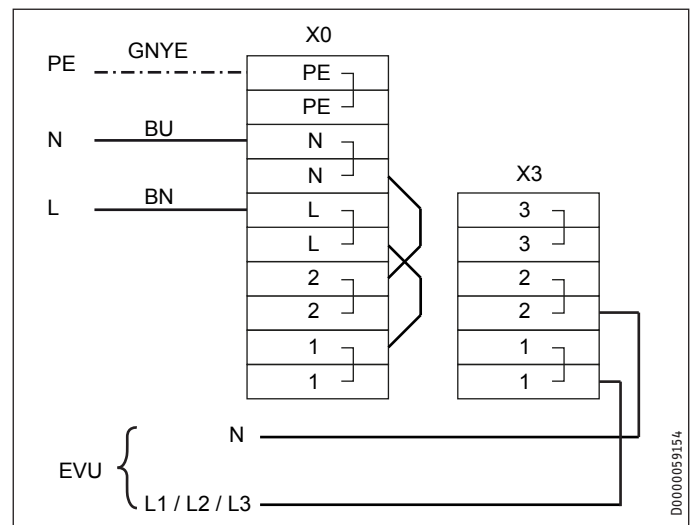 X0
PE GNYE PE
PE
N BU N
N X3
L BN L 3
L 3
2 2
2 2
1 1
1 1
N
EVU
L1 / L2 / L3
D0000059154